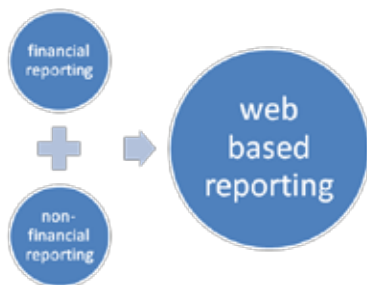 financial
reporting
non-
financial
reporting
web
based
reporting